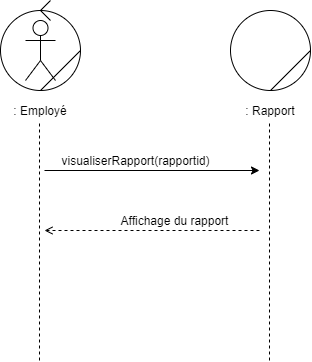 : Employé
: Rapport
visualiserRapport(rapportid)
Affichage du rapport